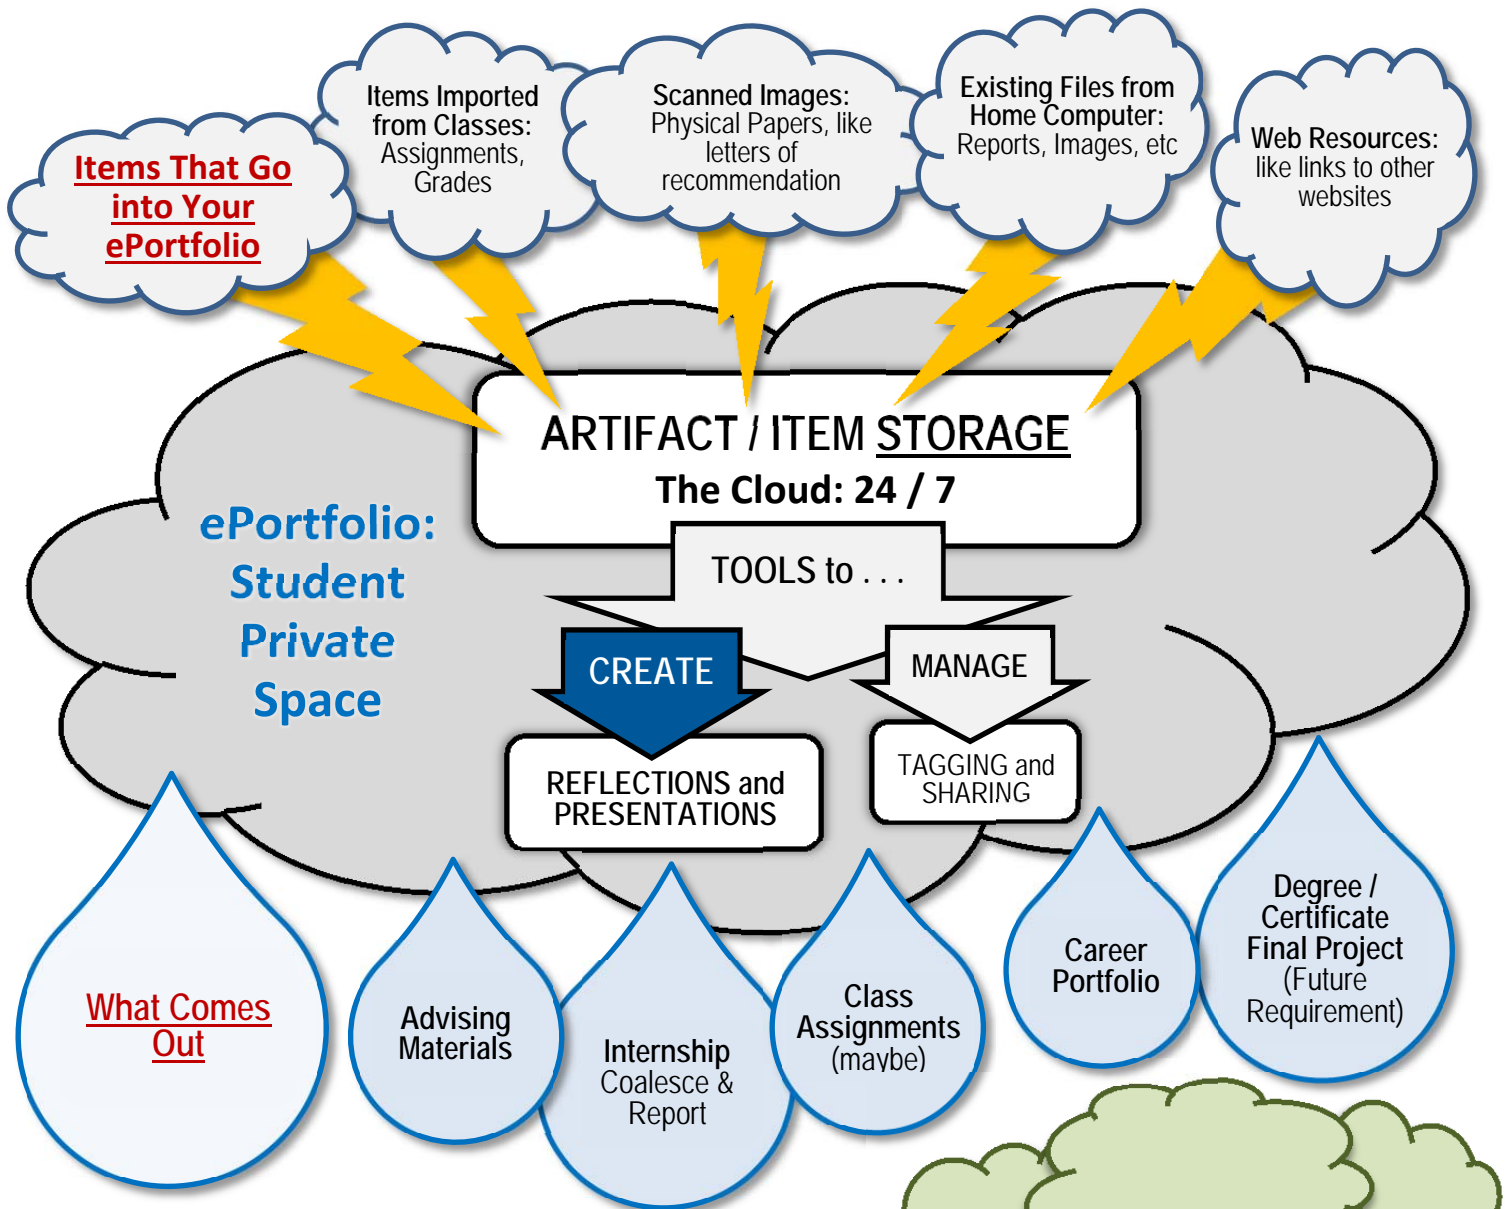 Items That Go
into Your
ePortfolio
Items Imported
from Classes:
Assignments,
Grades
Scanned Images:
Physical Papers, like
letters of
recommendation
Existing Files from
Home Computer:
Reports, Images, etc
Web Resources:
like links to other
websites
ARTIFACT / ITEM STORAGE
The Cloud: 24 / 7
ePortfolio:
Student
Private
Space
TOOLS to . . .
CREATE
MANAGE
REFLECTIONS and
PRESENTATIONS
TAGGING and
SHARING
What Comes
Out
Advising
Materials
Internship
Coalesce &
Report
Class
Assignments
(maybe)
Career
Portfolio
Degree /
Certificate
Final Project
(Future
Requirement)